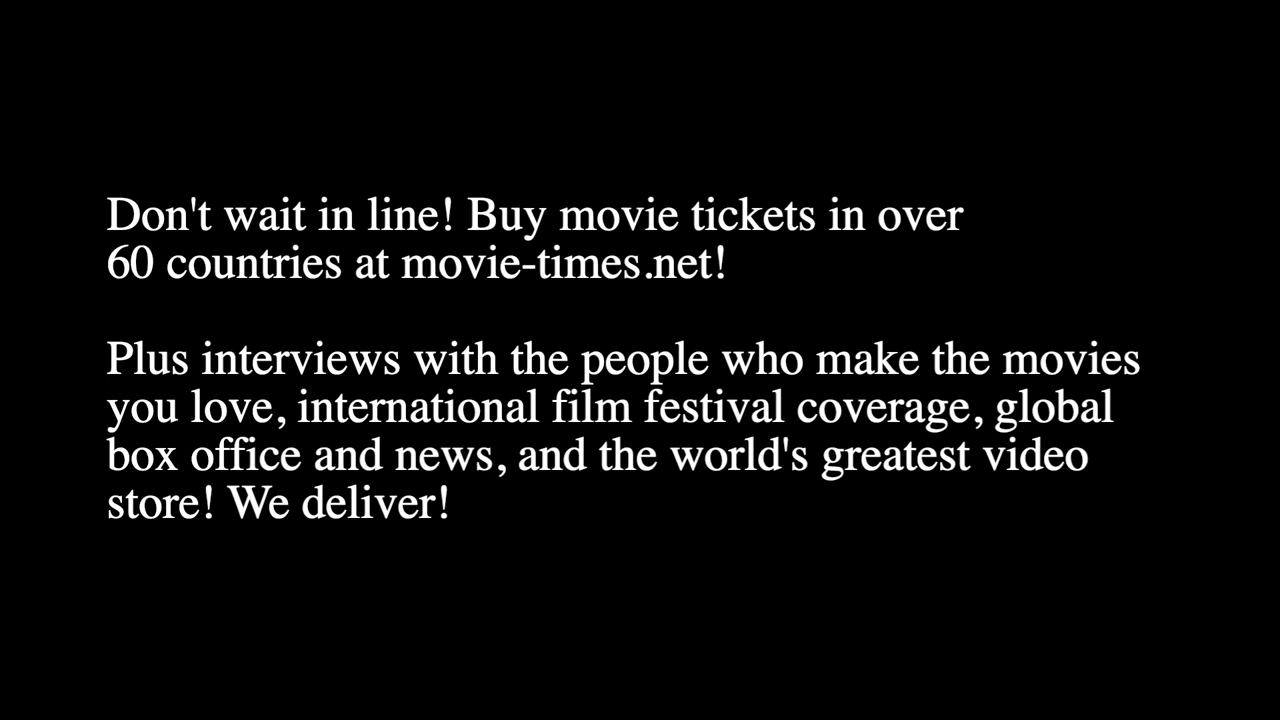 Don't wait in line! Buy movie tickets in over
60 countries at movie-times.net!
Plus interviews with the people who make the movies
you love, international film festival coverage, global
box office and news, and the world's greatest video
store! We deliver!